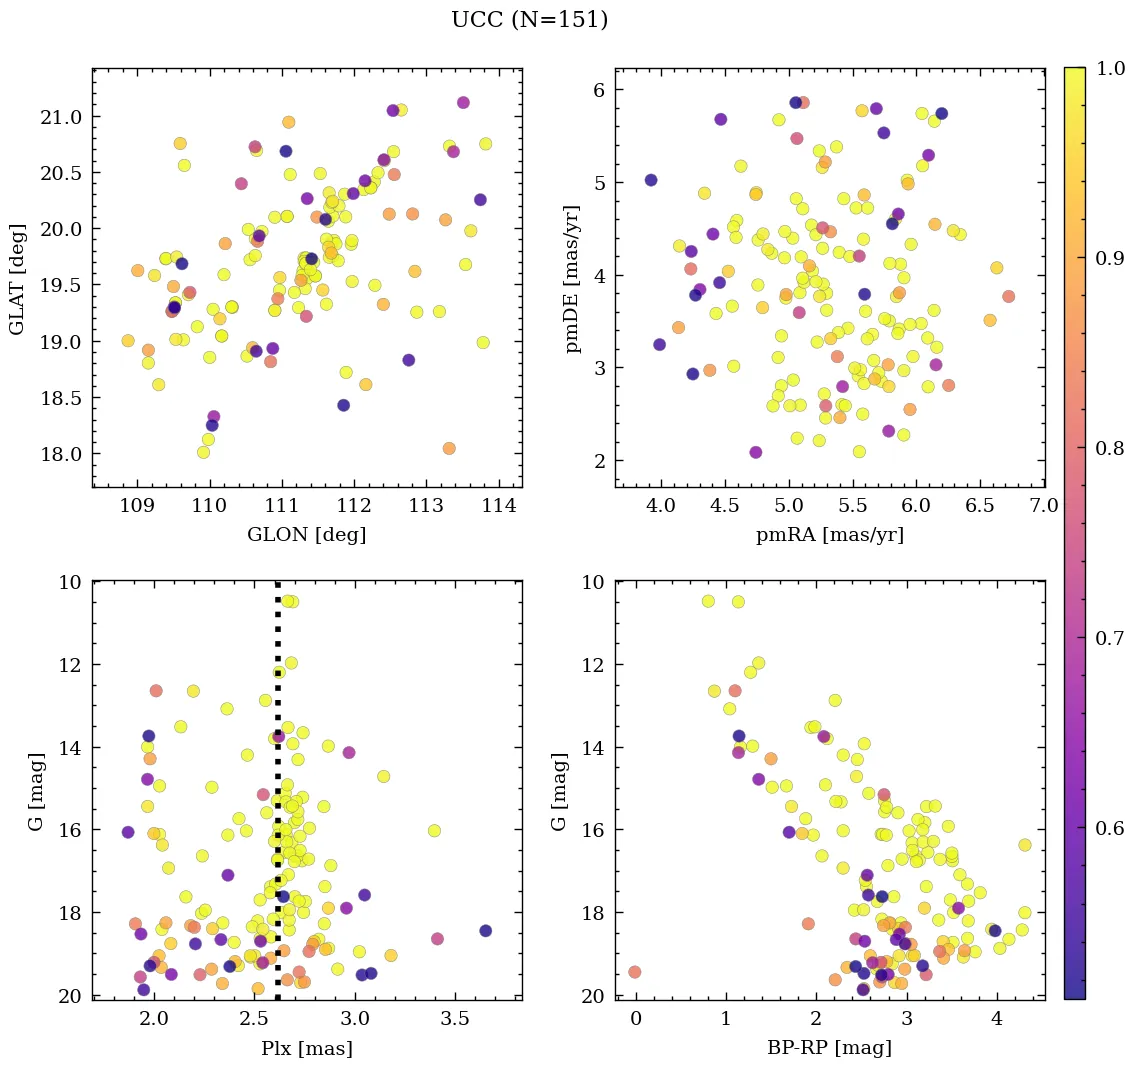 UCC (N=151)
21.0
20.5
20.0
19.5
19.0
18.5
18.0
GLAT [deg]
109 110 111 112 113 114
GLON [deg]
6
5
4
3
2
pmDE [mas/yr]
4.0 4.5 5.0 5.5 6.0 6.5 7.0
pmRA [mas/yr]
1.0
0.9
0.8
0.7
0.6
10
12
14
16
18
20
G [mag]
2.0 2.5 3.0 3.5
Plx [mas]
10
12
14
16
18
20
G [mag]
0 1 2 3 4
BP-RP [mag]